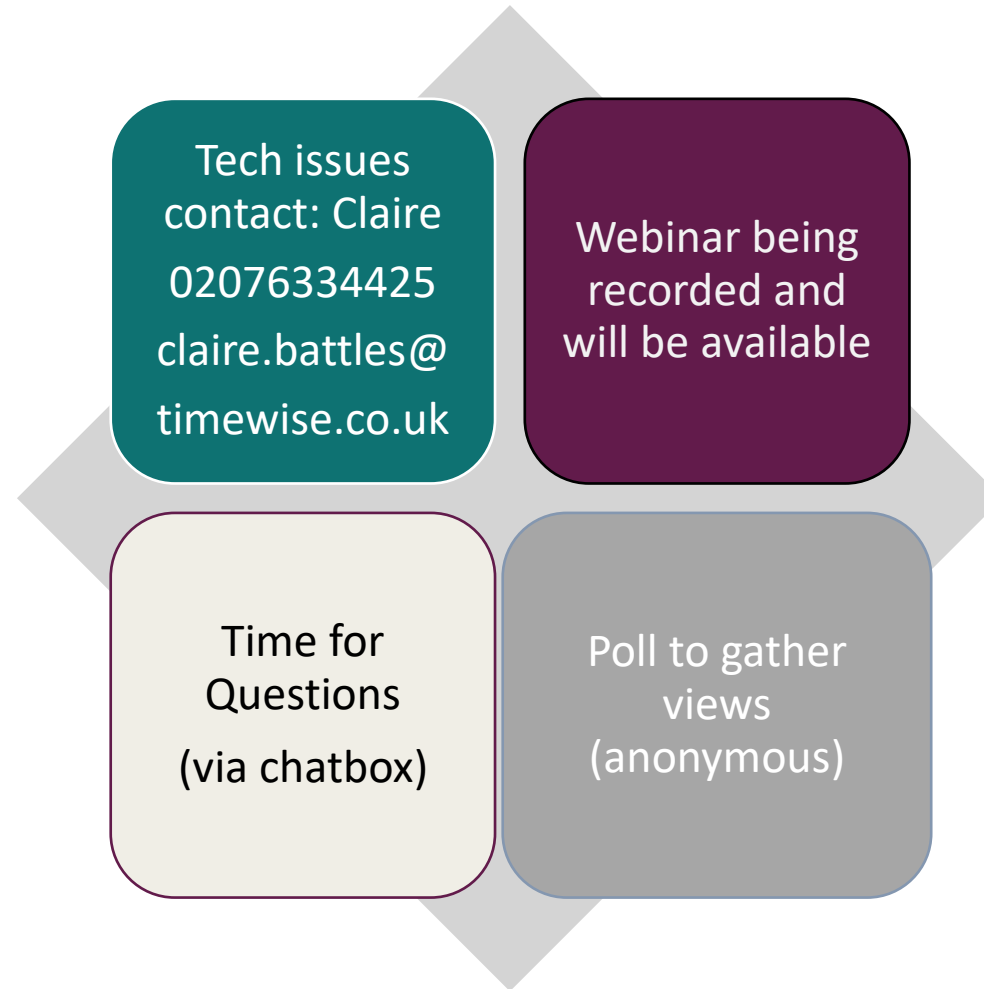 Tech issues
contact: Claire
02076334425
claire.battles@
timewise.co.uk
Webinar being
recorded and
will be available
Time for
Questions
(via chatbox)
Poll to gather
views
(anonymous)